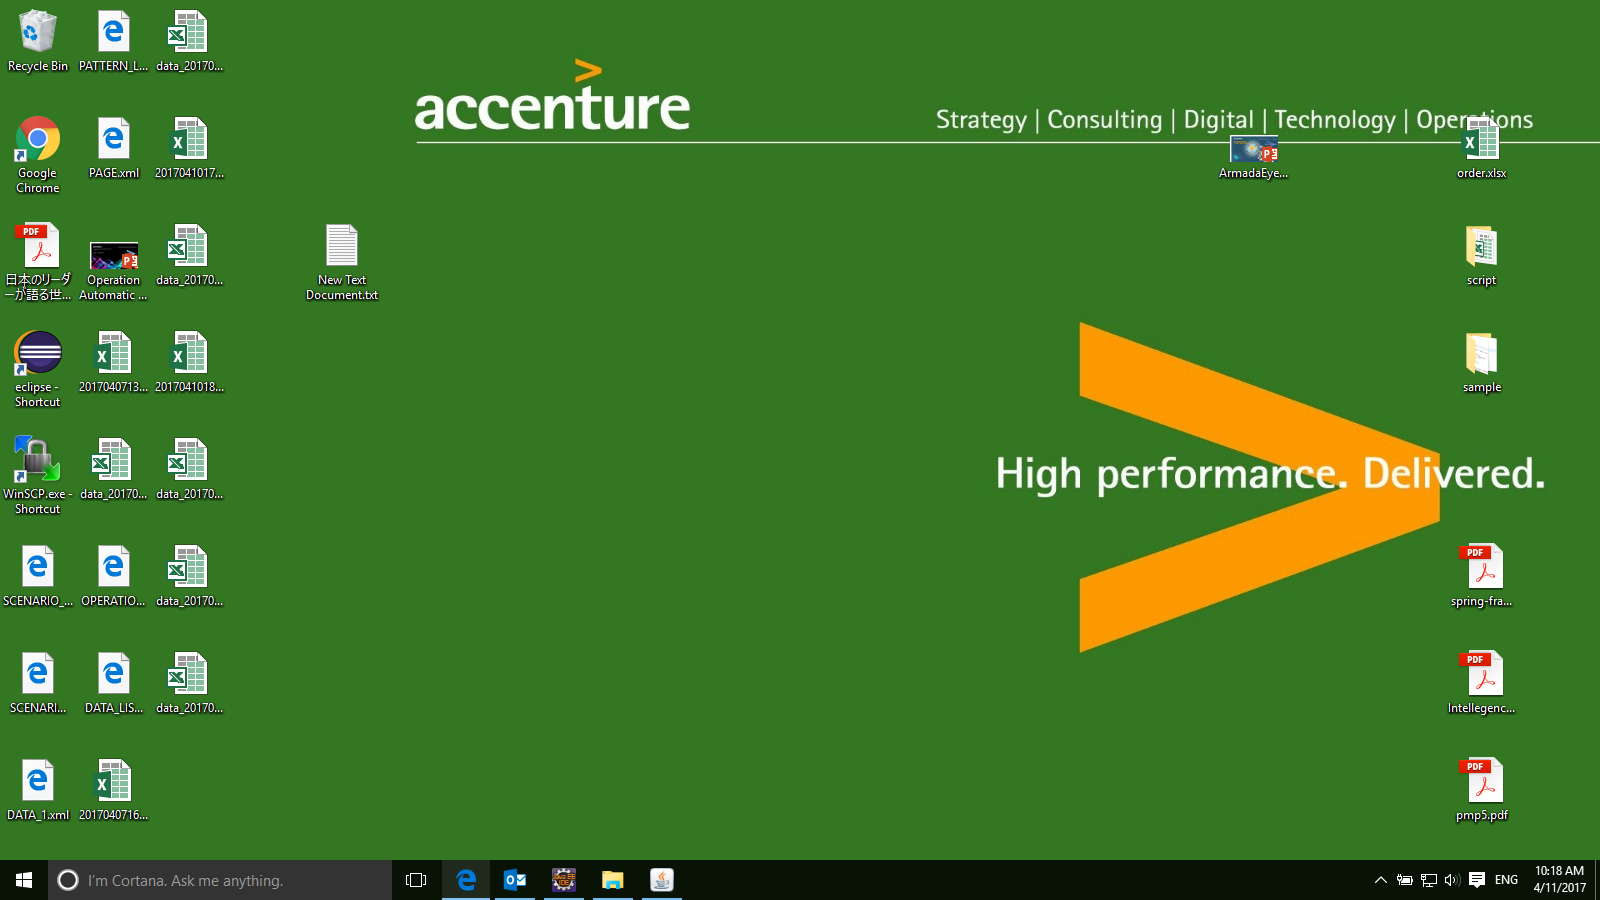 accenture
Strategy | Consulting | Digital | Technology | Operations
High performance. Delivered.
Recycle Bin
PATTERN_L...
data_20170...
Google
Chrome
PAGE.xml
2017041017...
ArmadaEye...
order.xlsx
日本のリーダ
ーが語る世...
Operation
Automatic ...
data_20170...
New Text
Document.txt
script
eclipse -
Shortcut
2017040713...
2017041018...
sample
WinSCP.exe -
Shortcut
data_20170...
data_20170...
SCENARIO_...
OPERATIO...
data_20170...
spring-fra...
SCENARI...
DATA_LIS...
data_20170...
Intellegenc...
DATA_1.xml
2017040716...
pmp5.pdf
I'm Cortana. Ask me anything.
ENG
10:18 AM
4/11/2017